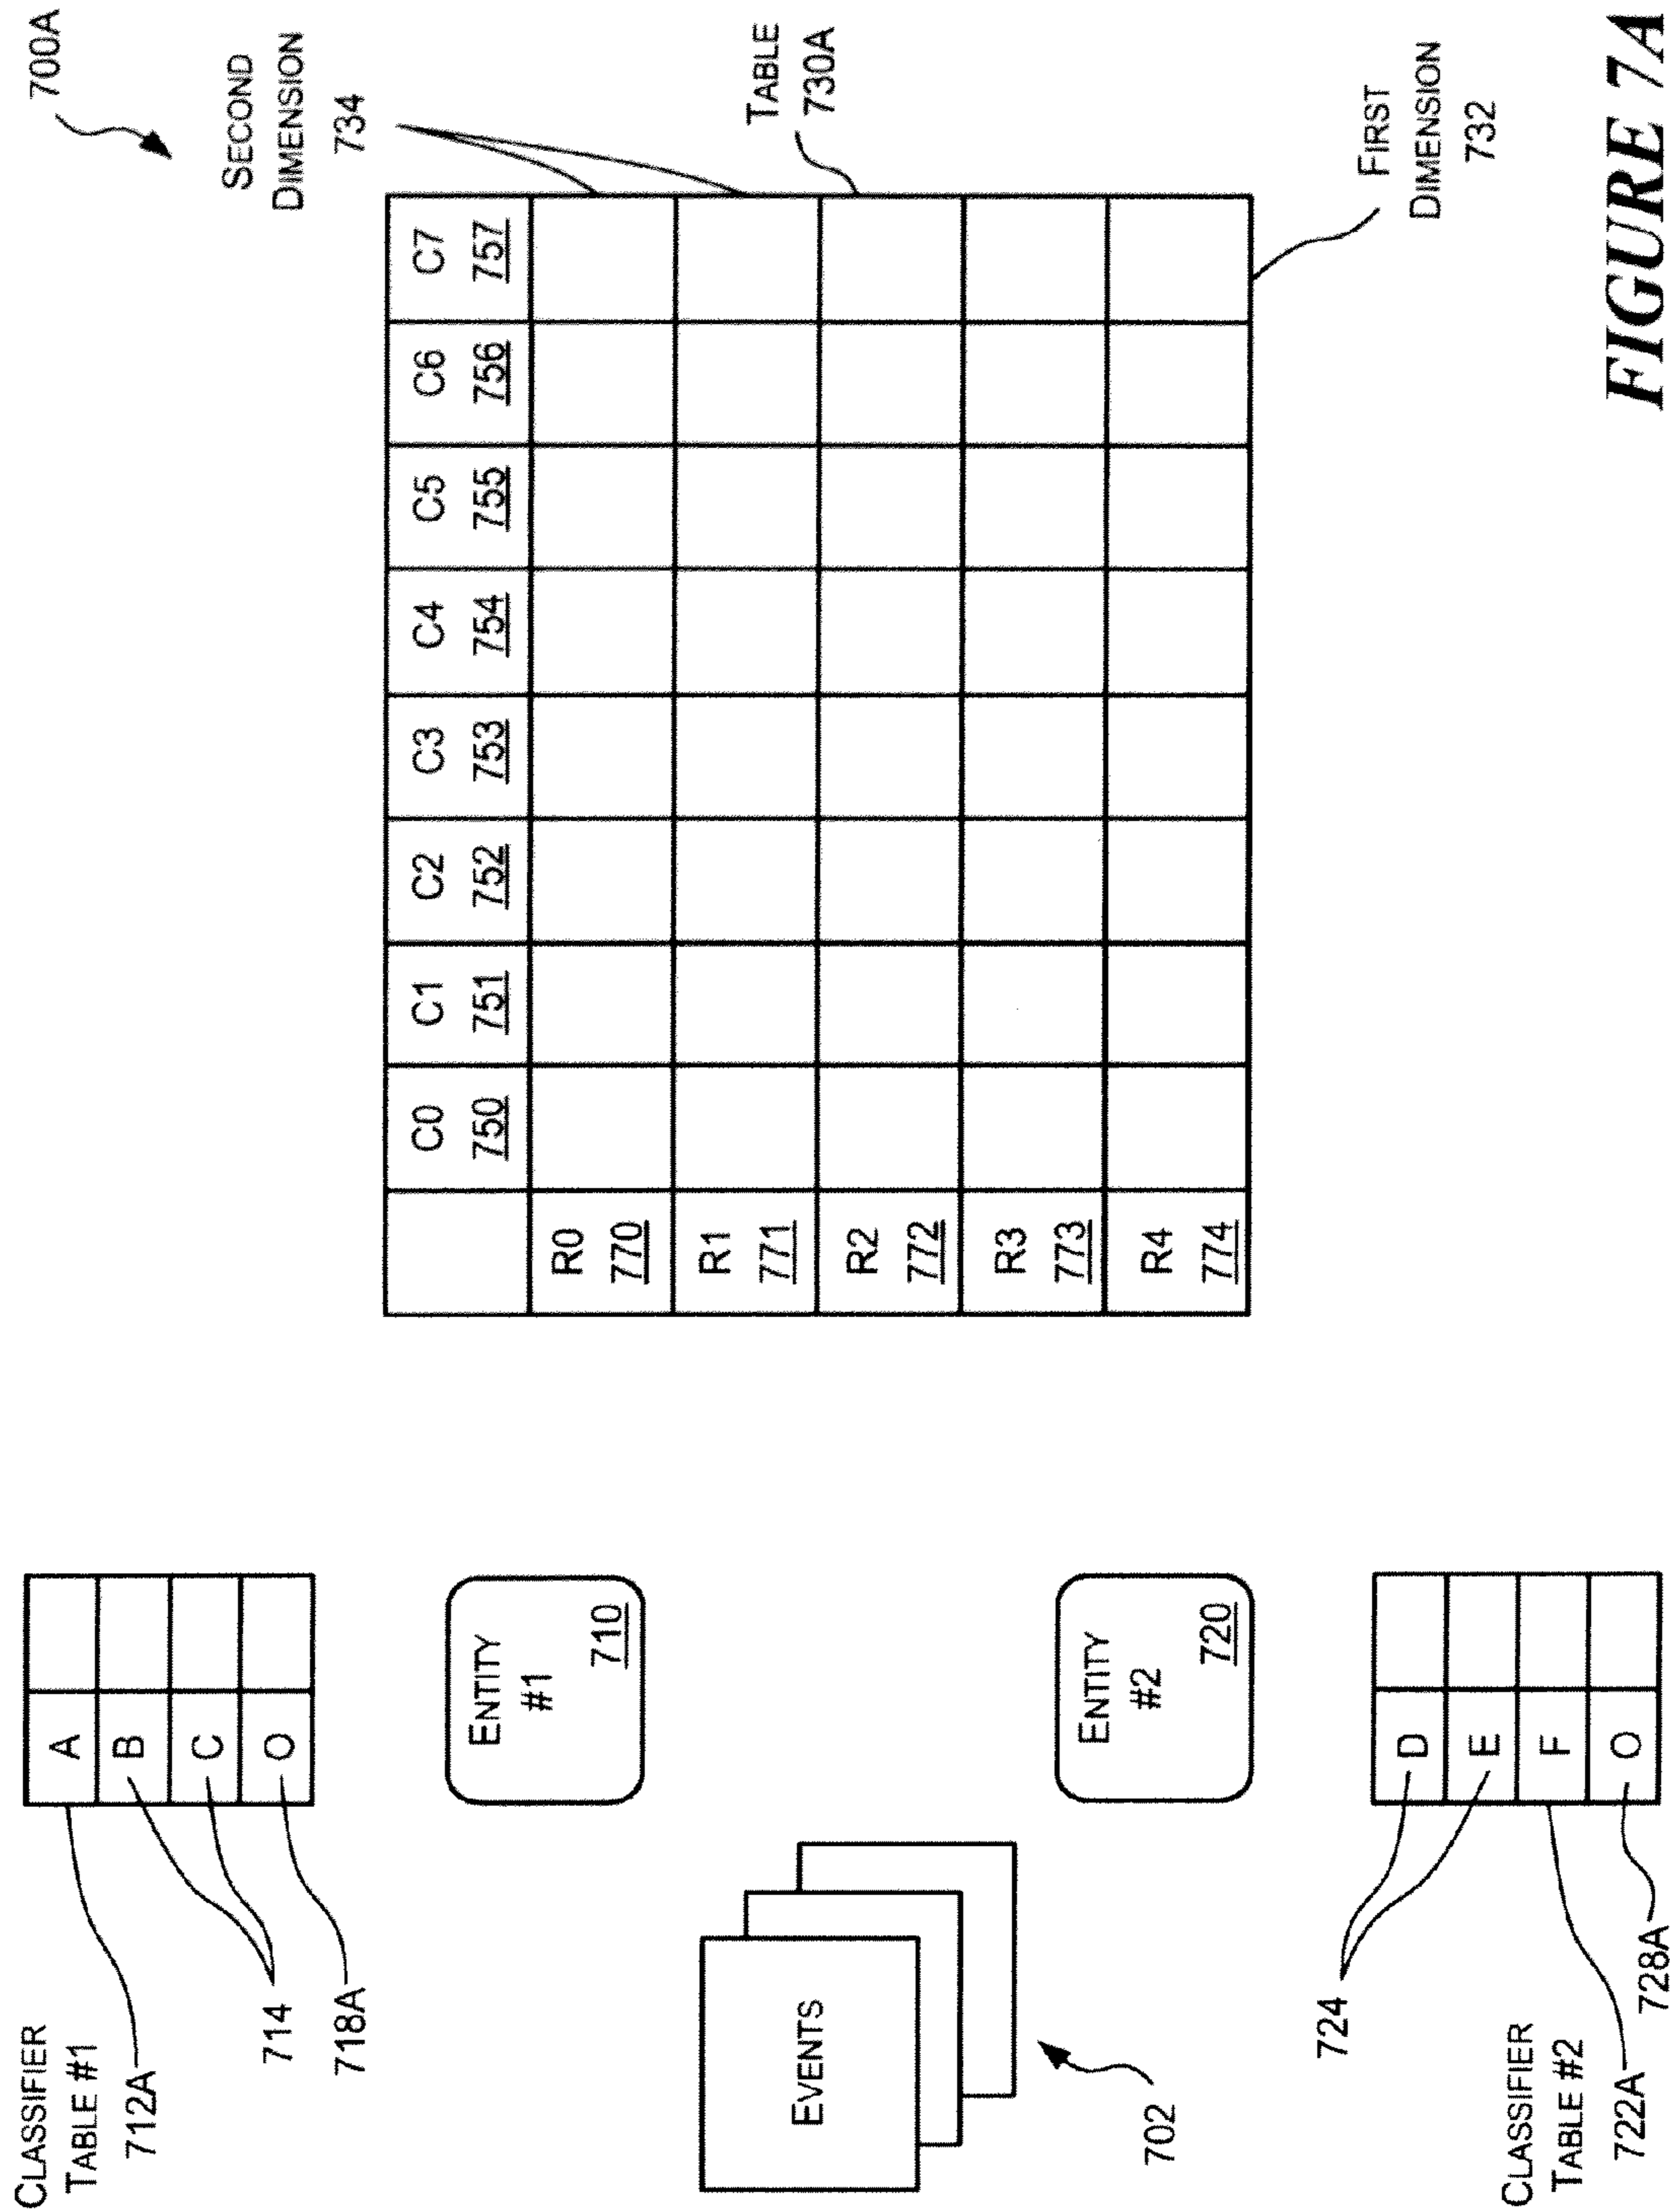 700A
CLASSIFIER
TABLE #1
712A
714
718A
A
B
C
O
ENTITY
#1
710
EVENTS
702
ENTITY
#2
720
724
D
E
F
O
CLASSIFIER
TABLE #2
722A
728A
SECOND
DIMENSION
734
C0 C1 C2 C3 C4 C5 C6 C7
750 751 752 753 754 755 756 757
R0
770
R1
771
R2
772
R3
773
R4
774
TABLE
730A
FIRST
DIMENSION
732
FIGURE 7A